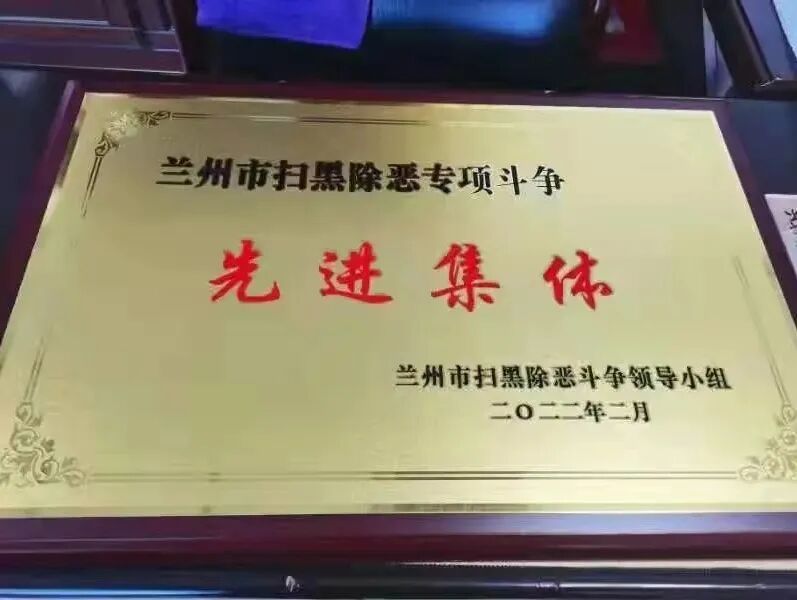 兰州市扫黑除恶专项斗争
先进集体
兰州市扫黑除恶斗争领导小组
二〇二二年二月